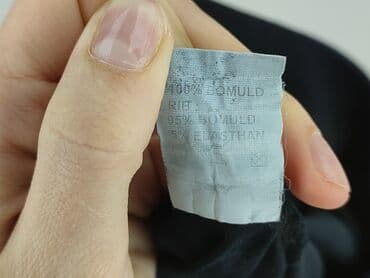 100% BOMULD
RIB
95% BOMULD
5% ELASTHAN